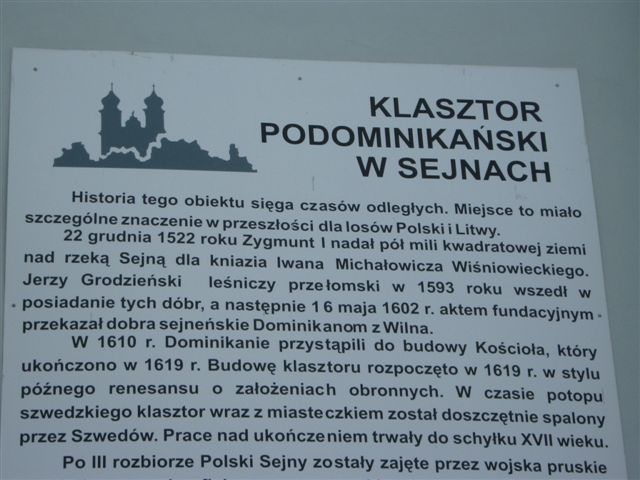 KLASZTOR
PODOMINIKAŃSKI
W SEJNACH
Historia tego obiektu sięga czasów odległych. Miejsce to miało
szczególne znaczenie w przeszłości dla losów Polski i Litwy.
22 grudnia 1522 roku Zygmunt I nadał pół mili kwadratowej ziemi
nad rzeką Sejną dla kniazia Iwana Michałowicza Wiśniowieckiego.
Jerzy Grodzieński leśniczy przełomski w 1593 roku wszedł w
posiadanie tych dóbr, a następnie 16 maja 1602 r. aktem fundacyjnym
przekazał dobra sejneńskie Dominikanom z Wilna.
W 1610 r. Dominikanie przystąpili do budowy Kościoła, który
ukończono w 1619 r. Budowę klasztoru rozpoczęto w 1619 r. w stylu
późnego renesansu o założeniach obronnych. W czasie potopu
szwedzkiego klasztor wraz z miasteczkiem został doszczętnie spalony
przez Szwedów. Prace nad ukończeniem trwały do schyłku XVII wieku.
Po III rozbiorze Polski Sejny zostały zajęte przez wojska pruskie